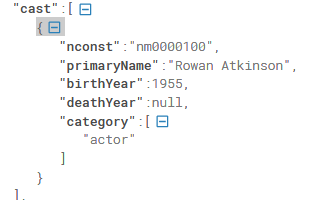 "cast":[
{
"nconst":"nm0000100",
"primaryName":"Rowan Atkinson",
"birthYear":1955,
"deathYear":null,
"category":[
"actor"
]
}
],